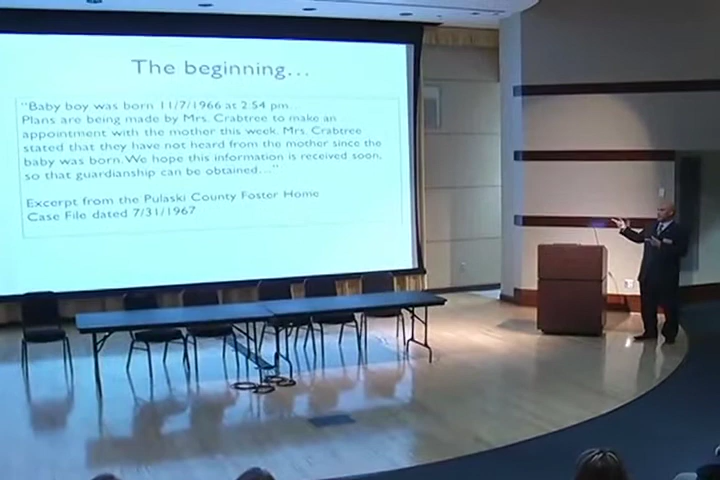 The beginning...
"Baby boy was born 11/7/1966 at 2:54 pm.
Plans are being made by Mrs. Crabtree to make an
appointment with the mother this week. Mrs. Crabtree
stated that they have not heard from the mother since the
baby was born. We hope this information is received soon,
so that guardianship can be obtained..."
Excerpt from the Pulaski County Foster Home
Case File dated 7/31/1967